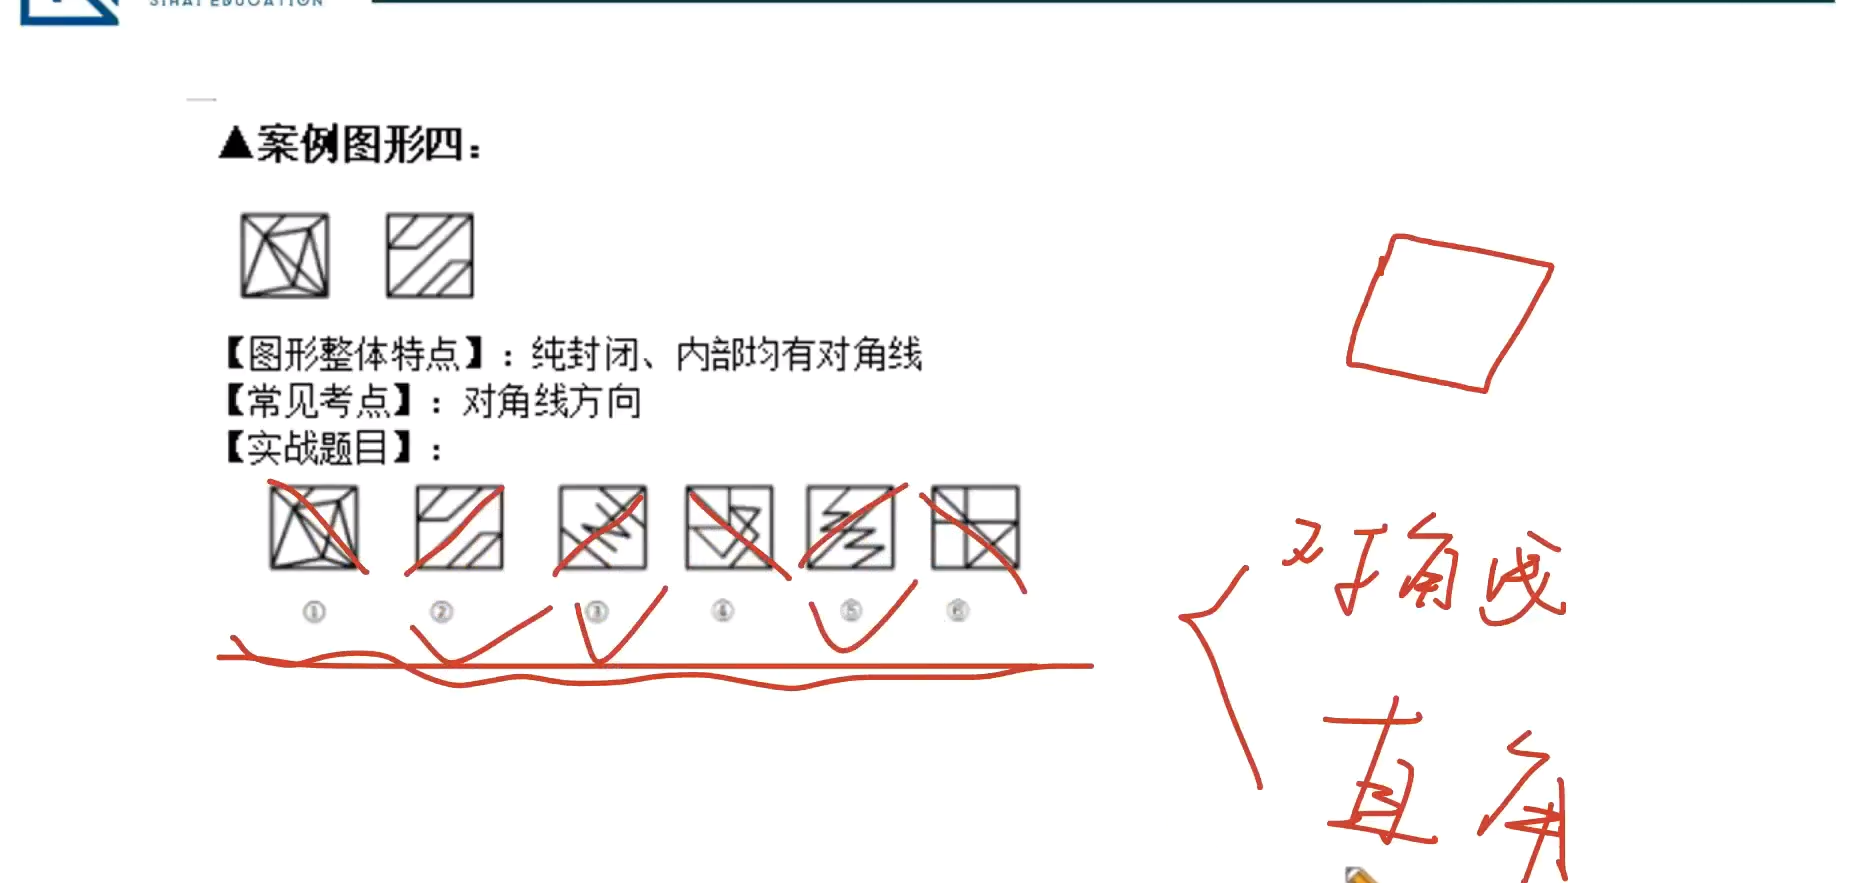 SIHAI EDUCATION
▲案例图形四：
【图形整体特点】：纯封闭、内部均有对角线
【常见考点】：对角线方向
【实战题目】：
① ② ③ ④ ⑤ ⑥
对角线
直角